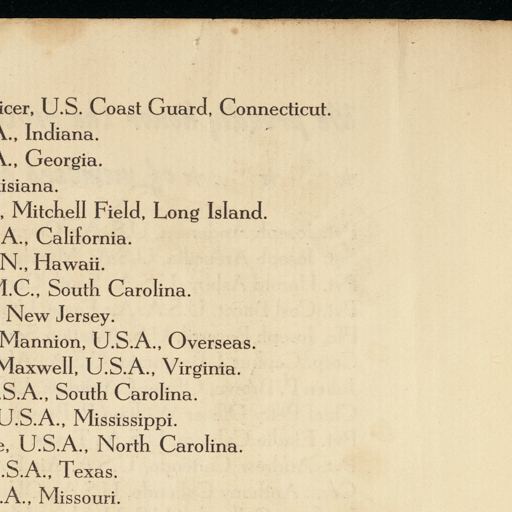 icer, U.S. Coast Guard, Connecticut.
A., Indiana.
A., Georgia.
isiana.
, Mitchell Field, Long Island.
A., California.
N., Hawaii.
M.C., South Carolina.
New Jersey.
Mannion, U.S.A., Overseas.
Maxwell, U.S.A., Virginia.
.S.A., South Carolina.
U.S.A., Mississippi.
e, U.S.A., North Carolina.
.S.A., Texas.
.A., Missouri.